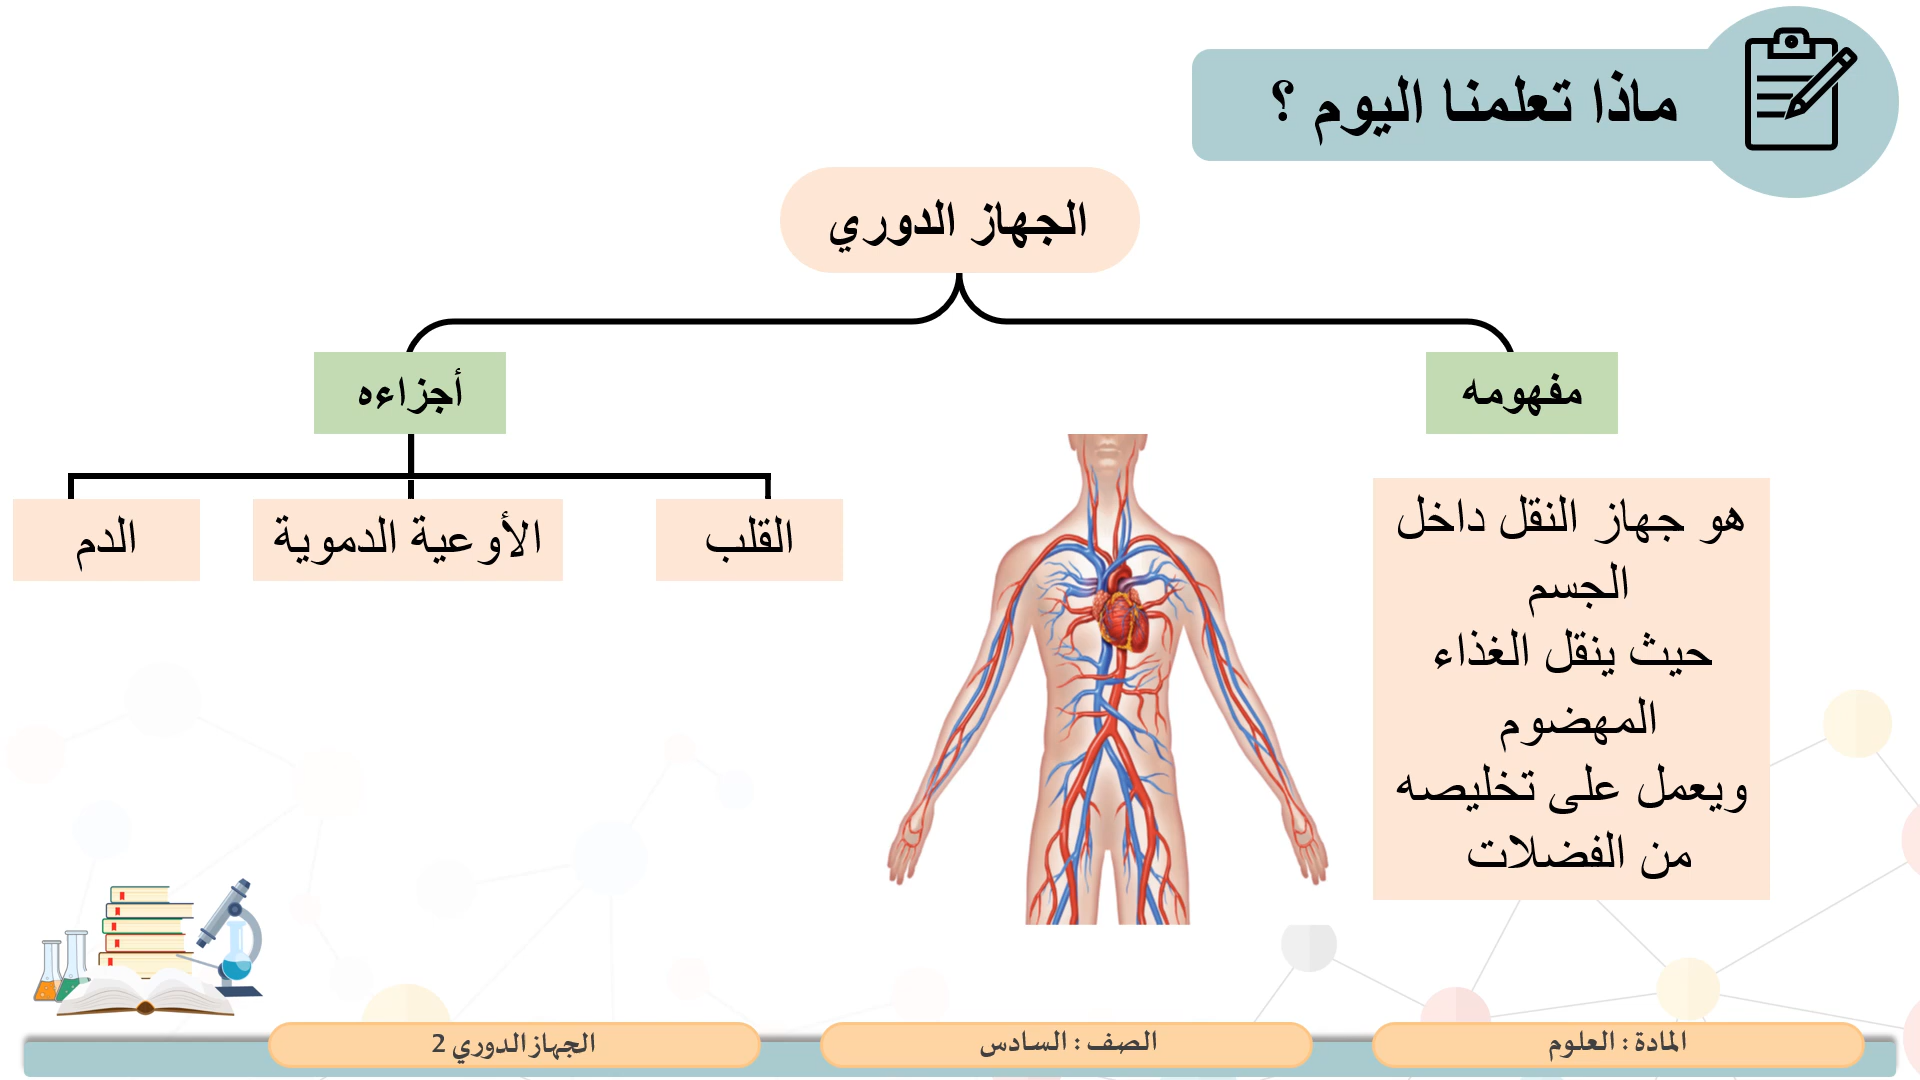 ماذا تعلمنا اليوم ؟
الجهاز الدوري
مفهومه
أجزاءه
هو جهاز النقل داخل
الجسم
حيث ينقل الغذاء
المهضوم
ويعمل على تخليصه
من الفضلات
القلب
الأوعية الدموية
الدم
المادة : العلوم
الصف : السادس
الجهاز الدوري 2